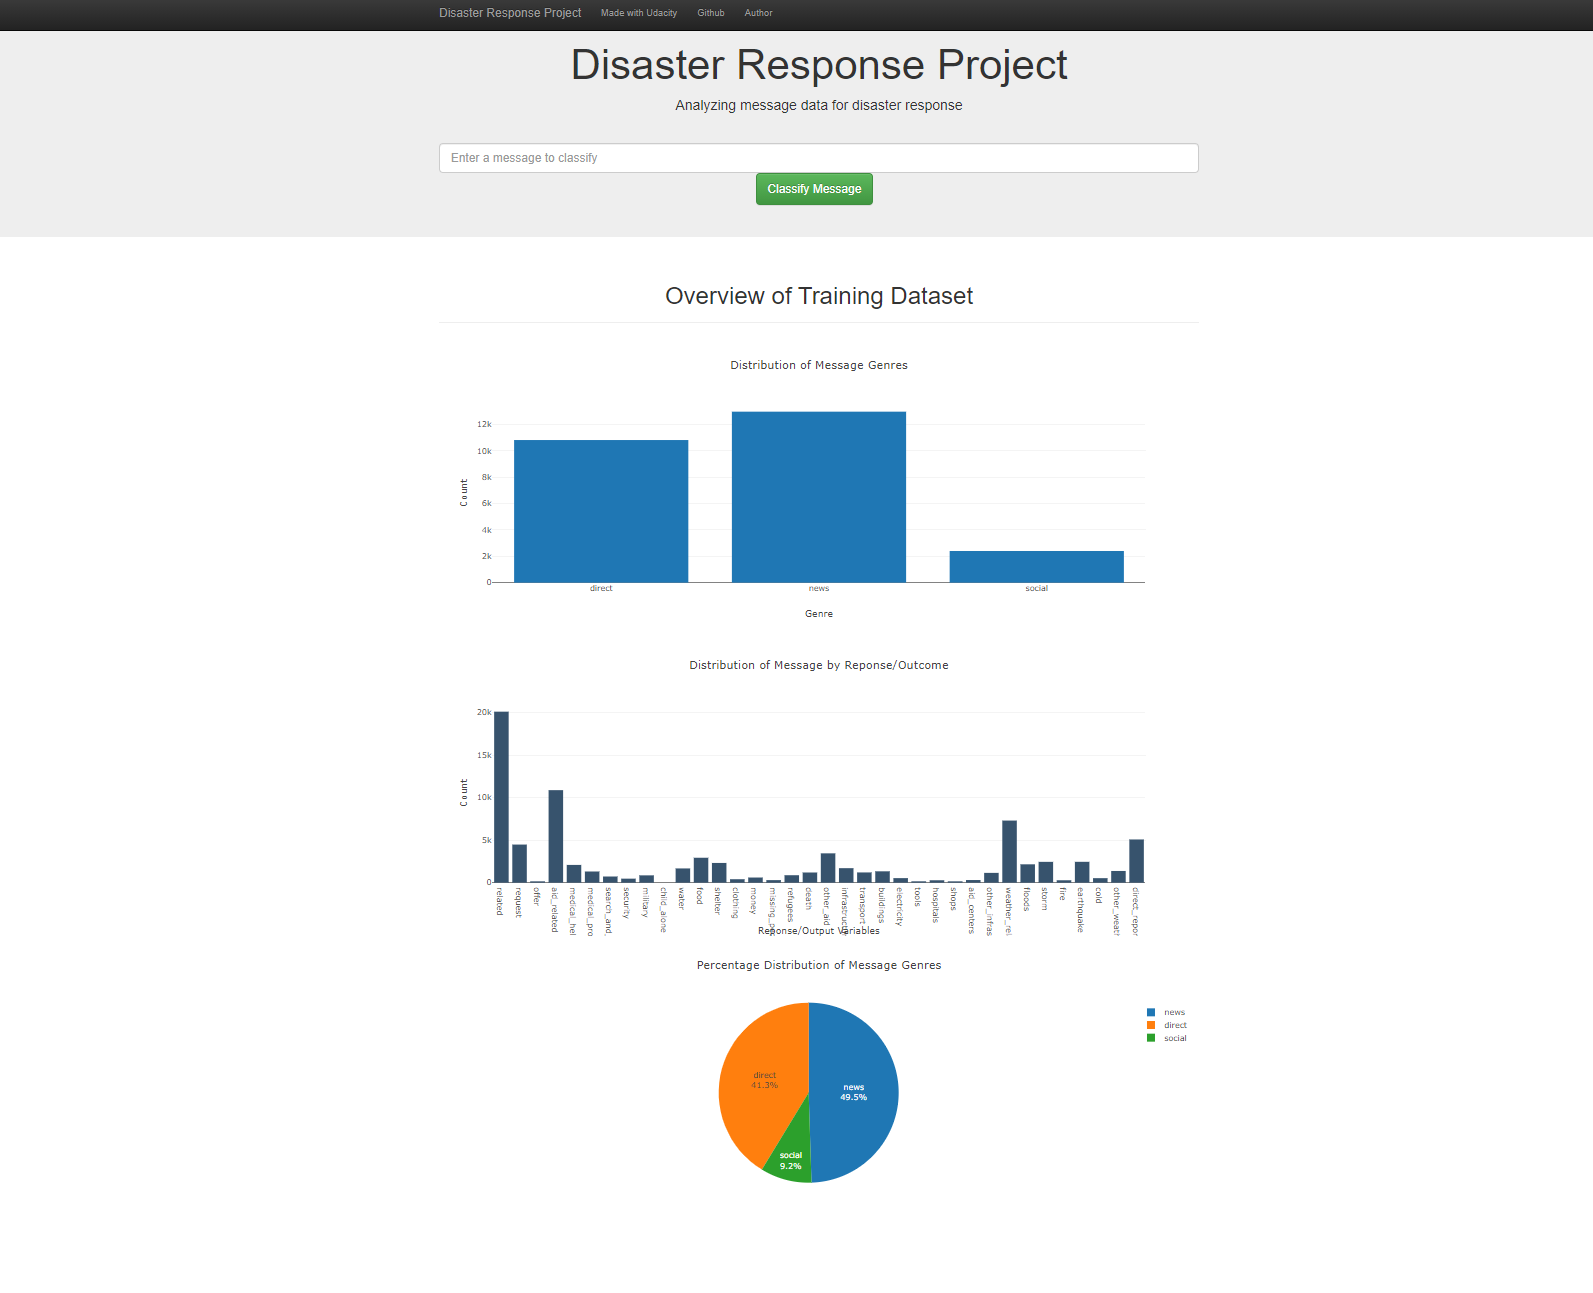 Disaster Response Project Made with Udacity Github Author
Disaster Response Project
Analyzing message data for disaster response
Enter a message to classify
Classify Message
Overview of Training Dataset
Distribution of Message Genres
12k
10k
8k
6k
4k
2k
0
Count
direct news social
Genre
Distribution of Message by Reponse/Outcome
20k
15k
10k
5k
0
Count
related
request
offer
aid_related
medical_hel
medical_pro
search_and_
security
military
child_alone
water
food
shelter
clothing
money
missing_pe
refugees
death
other_aid
infrastructu
transport
buildings
electricity
tools
hospitals
shops
aid_centers
other_infras
weather_rel
floods
storm
fire
earthquake
cold
other_weath
direct_repor
Reponse/Output Variables
Percentage Distribution of Message Genres
news
direct
social
direct
41.3%
news
49.5%
social
9.2%